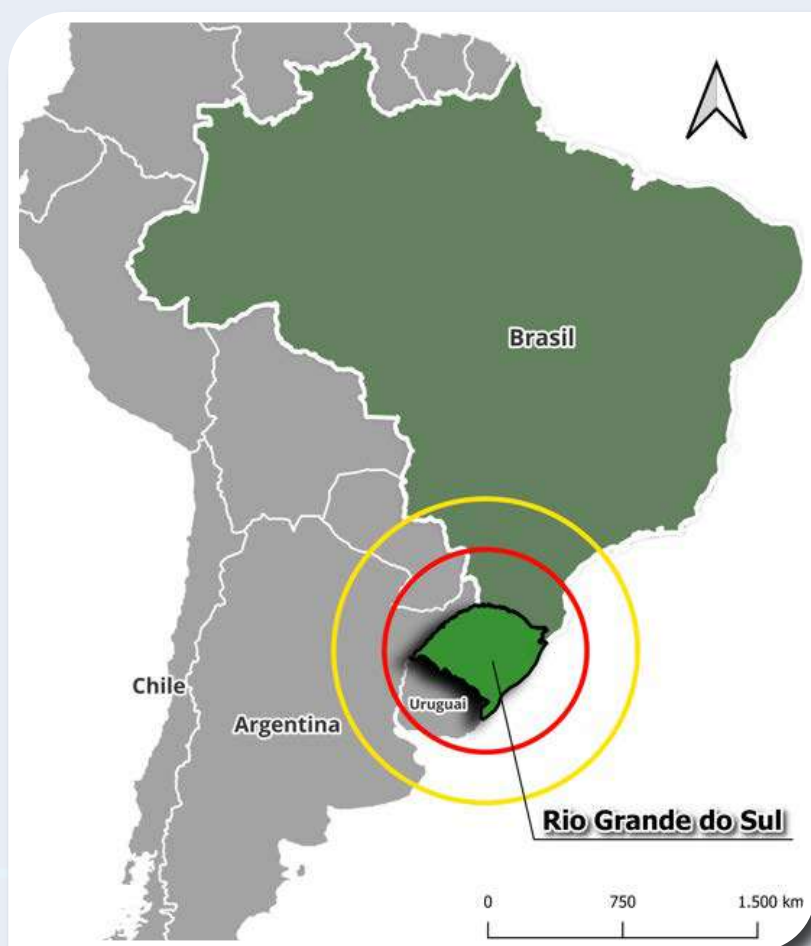 Brasil
Chile
Uruguai
Argentina
Rio Grande do Sul
0 750 1.500 km